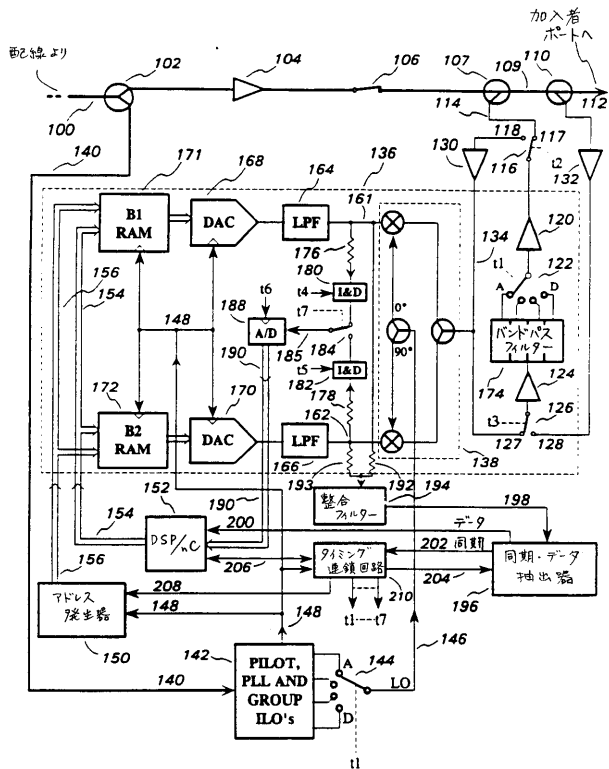 加入者
ポートへ
配線より
102
104
106
107
109
110
100
112
114
140
171
168
164
136
161
130
118
117
116
t2
132
B1
RAM
DAC
LPF
176
120
134
156
154
148
188
t6
t4
180
I&D
t7
A/D
185
184
190
t5
182
I&D
178
0°
90°
t1
122
A
D
バンドパス
フィルター
174
124
t3
126
127
128
172
170
162
B2
RAM
DAC
LPF
166
190
193
192
138
194
152
整合
フィルター
198
154
DSP/nC
200
データ
156
206
タイミング
連鎖回路
202
同期
同期・データ
抽出器
204
196
208
210
アドレス
発生器
148
148
t1
t7
146
150
142
144
140
PILOT,
PLL AND
GROUP
ILO's
A
D
LO
t1